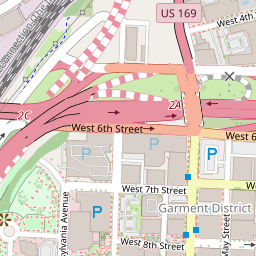 US 169
West 4th
2C
2A
West 6th Street
West 6
P
P
West 7th Street
P
Garment District
sylvania Avenue
May Street
West 8th Street
P